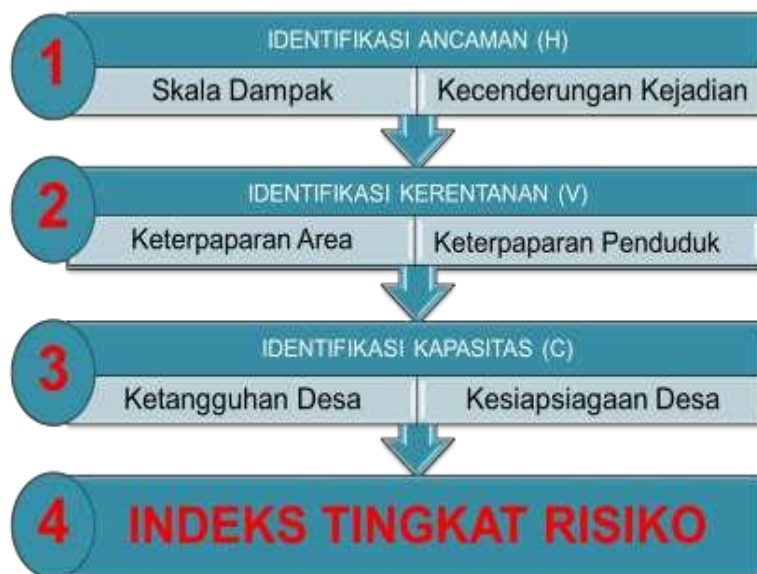 1
IDENTIFIKASI ANCAMAN (H)
Skala Dampak
Kecenderungan Kejadian
2
IDENTIFIKASI KERENTANAN (V)
Keterpaparan Area
Keterpaparan Penduduk
3
IDENTIFIKASI KAPASITAS (C)
Ketangguhan Desa
Kesiapsiagaan Desa
4
INDEKS TINGKAT RISIKO